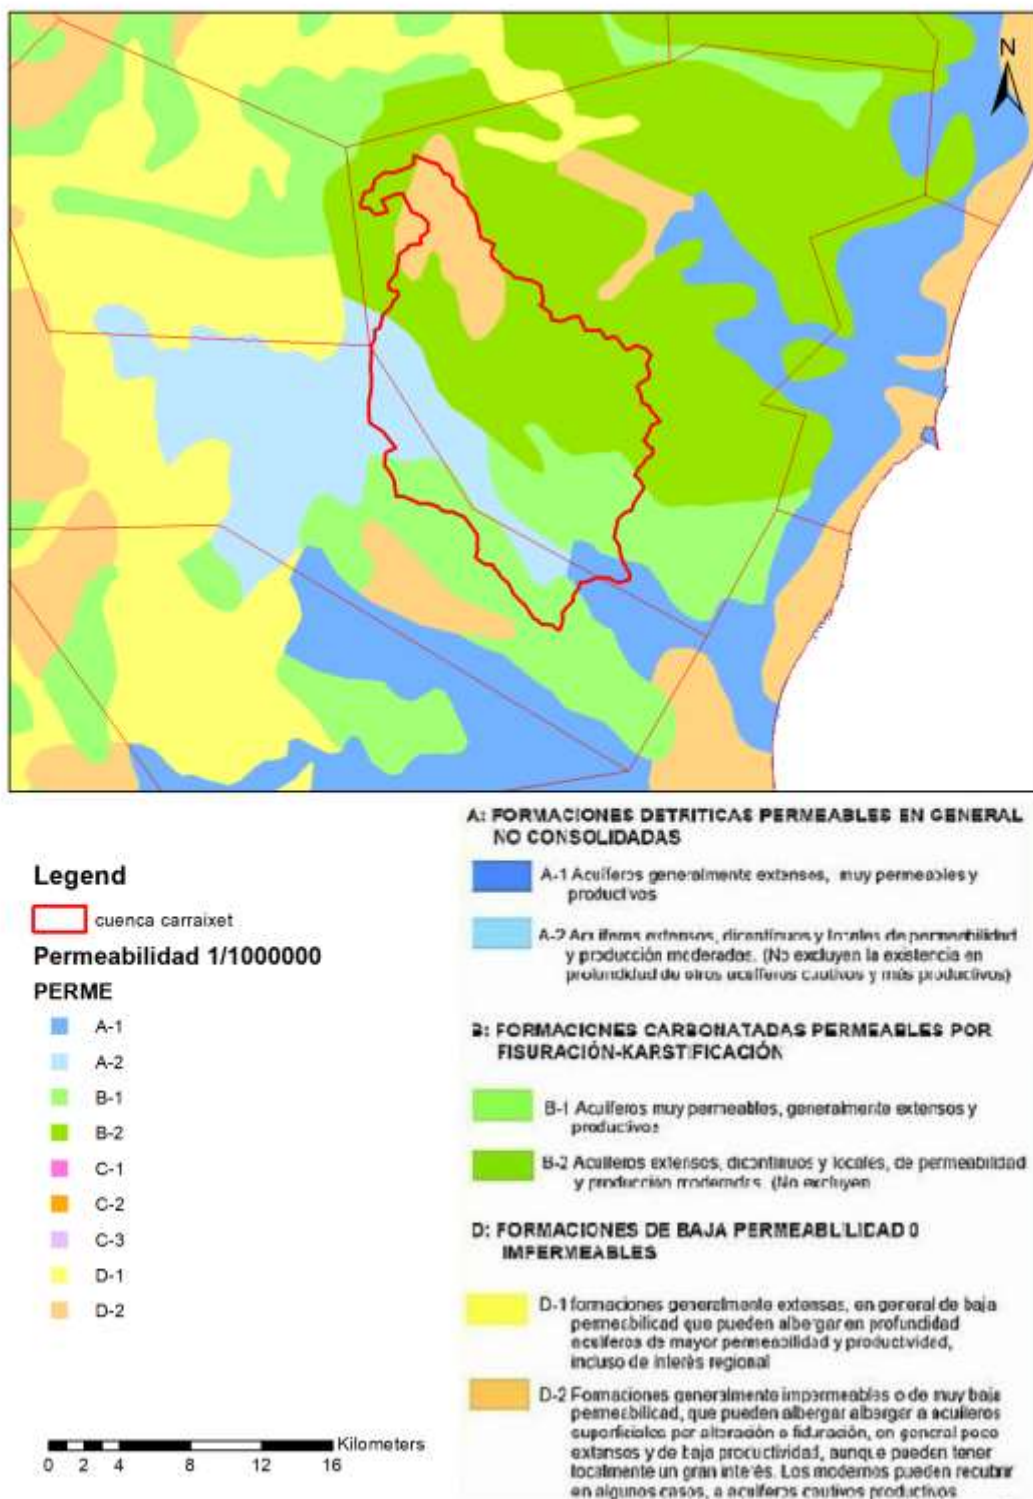 N
Legend
cuenca carraixet
Permeabilidad 1/1000000
PERME
A-1
A-2
B-1
B-2
C-1
C-2
C-3
D-1
D-2
Kilometers
0 2 4 8 12 16
A: FORMACIONES DETRITICAS PERMEABLES EN GENERAL
NO CONSOLIDADAS
A-1 Acuíferos generalmente extensos, muy permeables y
productivos
A-2 Acuíferos extensos, dicontinuos y locales de permeabilidad
y producción moderadas. (No excluyen la existencia en
profundidad de otros acuíferos cautivos y más productivos)
B: FORMACIONES CARBONATADAS PERMEABLES POR
FISURACIÓN-KARSTIFICACIÓN
B-1 Acuíferos muy permeables, generalmente extensos y
productivos
B-2 Acuíferos extensos, dicontinuos y locales, de permeabilidad
y producción moderadas. (No excluyen
D: FORMACIONES DE BAJA PERMEABLILIDAD O
IMPERMEABLES
D-1 formaciones generalmente extensas, en general de baja
permeabilicad que pueden albergar en profundidad
acuíferos de mayor permeabilidad y productividad,
incluso de interés regional
D-2 Formaciones generalmente impermeables o de muy baja
permeabilicad, que pueden albergar albergar a acuíferos
superficiales por alteración o fisuración, en general poco
extensos y de baja productividad, aunque pueden tener
localmente un gran interés. Los modernos pueden recubrir
en algunos casos, a acuíferos cautivos productivos